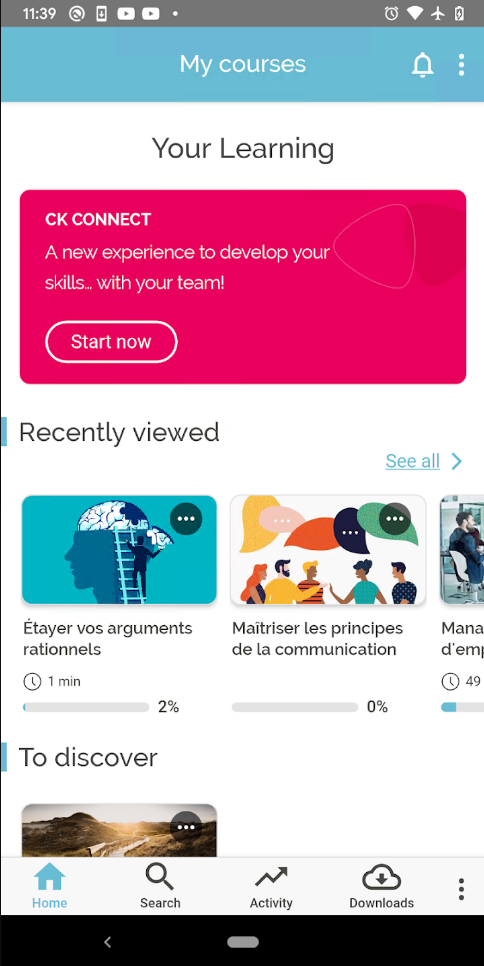 11:39
My courses
Your Learning
CK CONNECT
A new experience to develop your
skills... with your team!
Start now
Recently viewed
See all
Étayer vos arguments
rationnels
1 min
2%
Maîtriser les principes
de la communication
0%
Mana
d'emp
49
To discover
Home
Search
Activity
Downloads